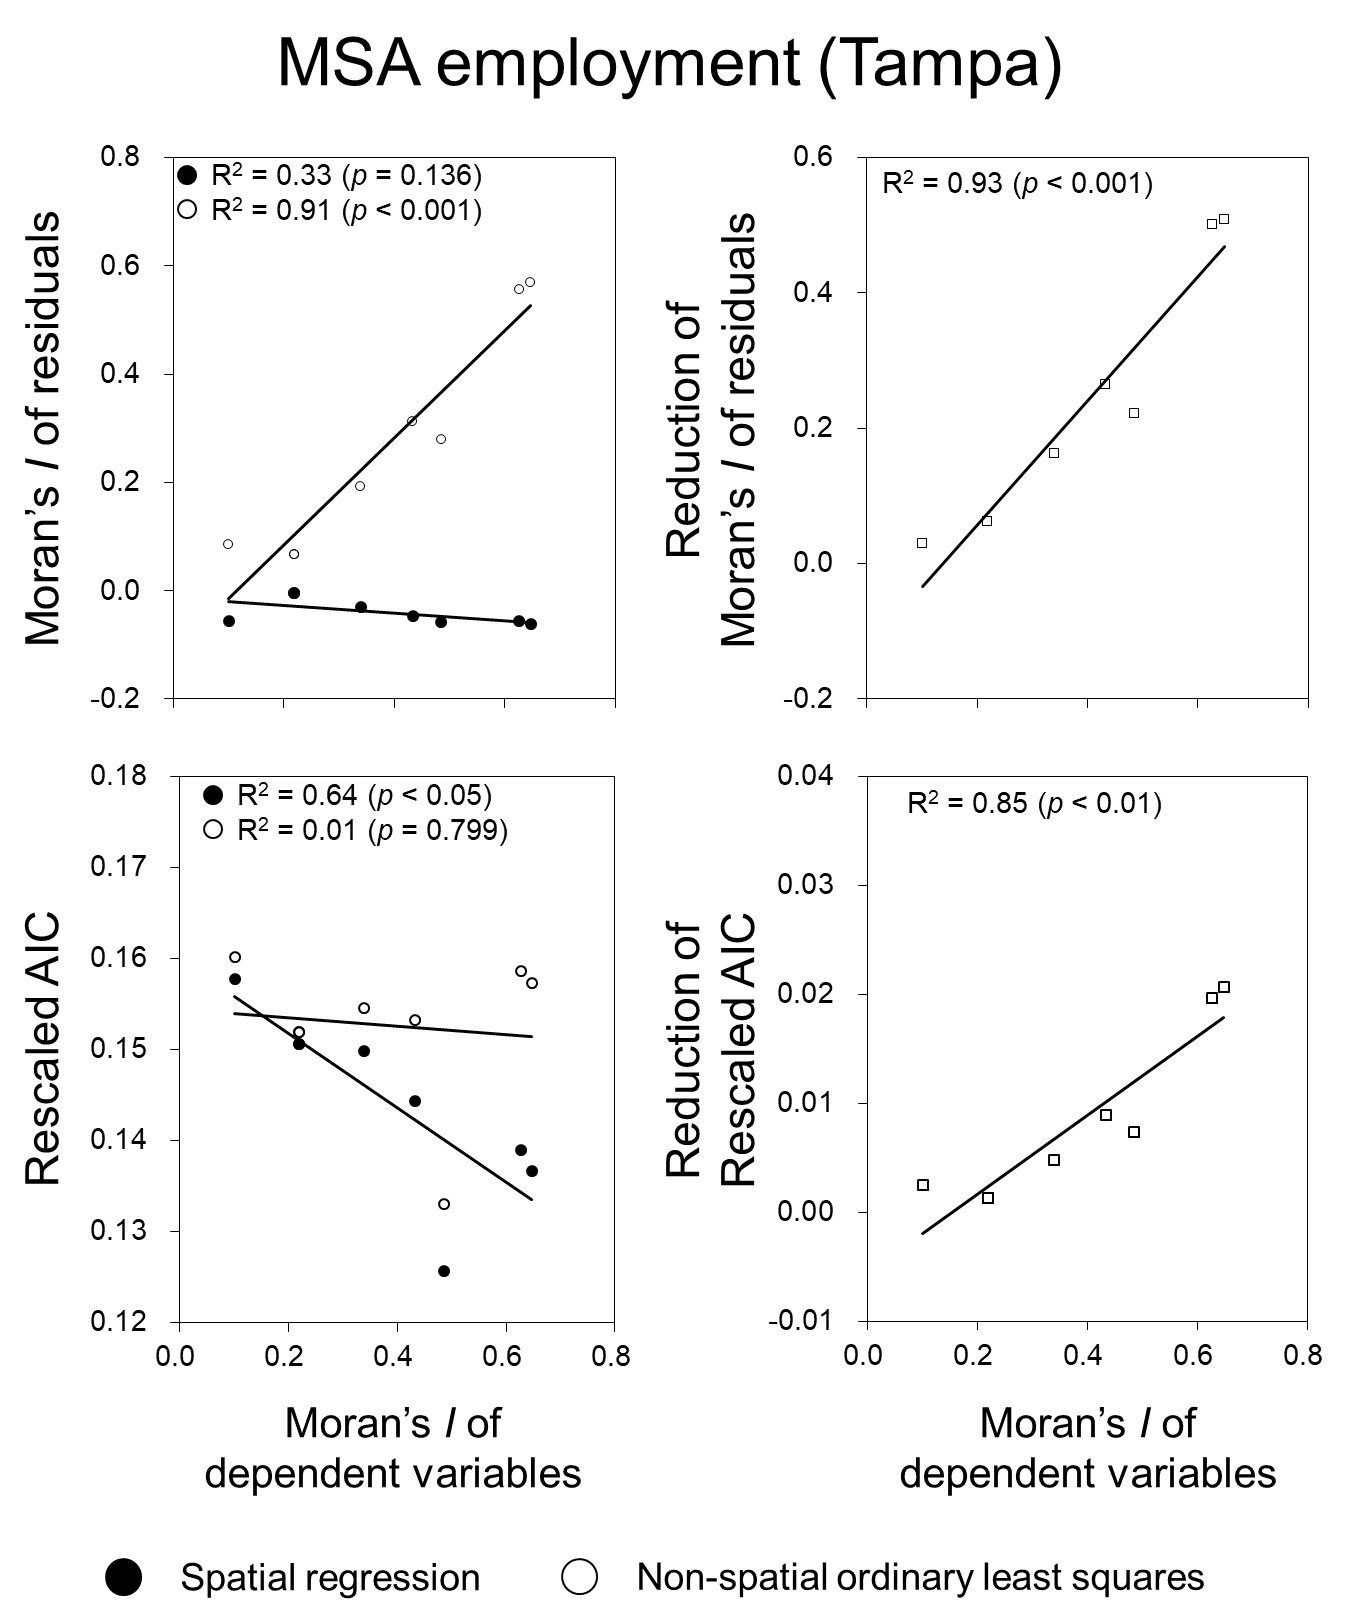 MSA employment (Tampa)
Moran's I of residuals
0.8
0.6
0.4
0.2
0.0
-0.2
R² = 0.33 (p = 0.136)
R² = 0.91 (p < 0.001)
Reduction of
Moran's I of residuals
0.6
0.4
0.2
0.0
-0.2
R² = 0.93 (p < 0.001)
Rescaled AIC
0.18
0.17
0.16
0.15
0.14
0.13
0.12
R² = 0.64 (p < 0.05)
R² = 0.01 (p = 0.799)
0.0 0.2 0.4 0.6 0.8
Moran's I of
dependent variables
Reduction of
Rescaled AIC
0.04
0.03
0.02
0.01
0.00
-0.01
R² = 0.85 (p < 0.01)
0.0 0.2 0.4 0.6 0.8
Moran's I of
dependent variables
Spatial regression
Non-spatial ordinary least squares